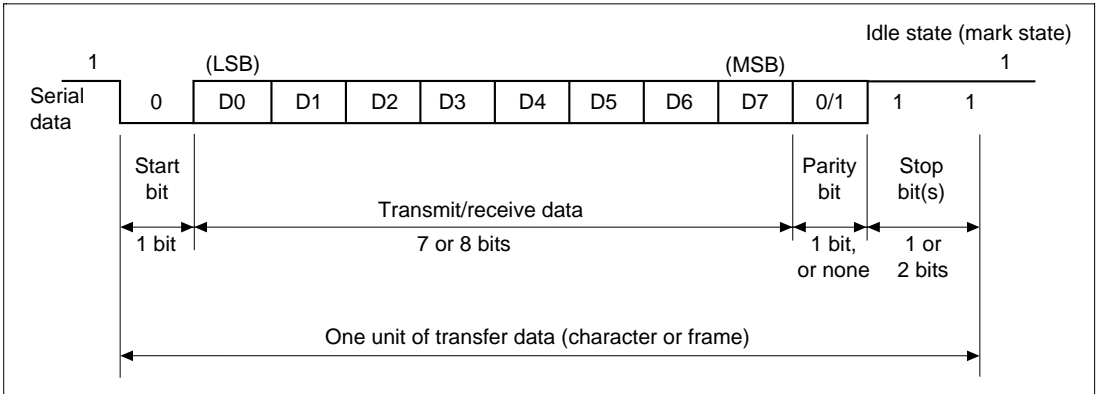 Idle state (mark state)
1 (LSB) (MSB) 1
Serial data
0 D0 D1 D2 D3 D4 D5 D6 D7 0/1 1 1
Start bit
Parity bit
Stop bit(s)
Transmit/receive data
1 bit
7 or 8 bits
1 bit, or none
1 or 2 bits
One unit of transfer data (character or frame)